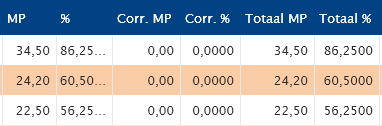 MP % Corr. MP Corr. % Totaal MP Totaal %
34,50 86,25... 0,00 0,0000 34,50 86,2500
24,20 60,50... 0,00 0,0000 24,20 60,5000
22,50 56,25... 0,00 0,0000 22,50 56,2500